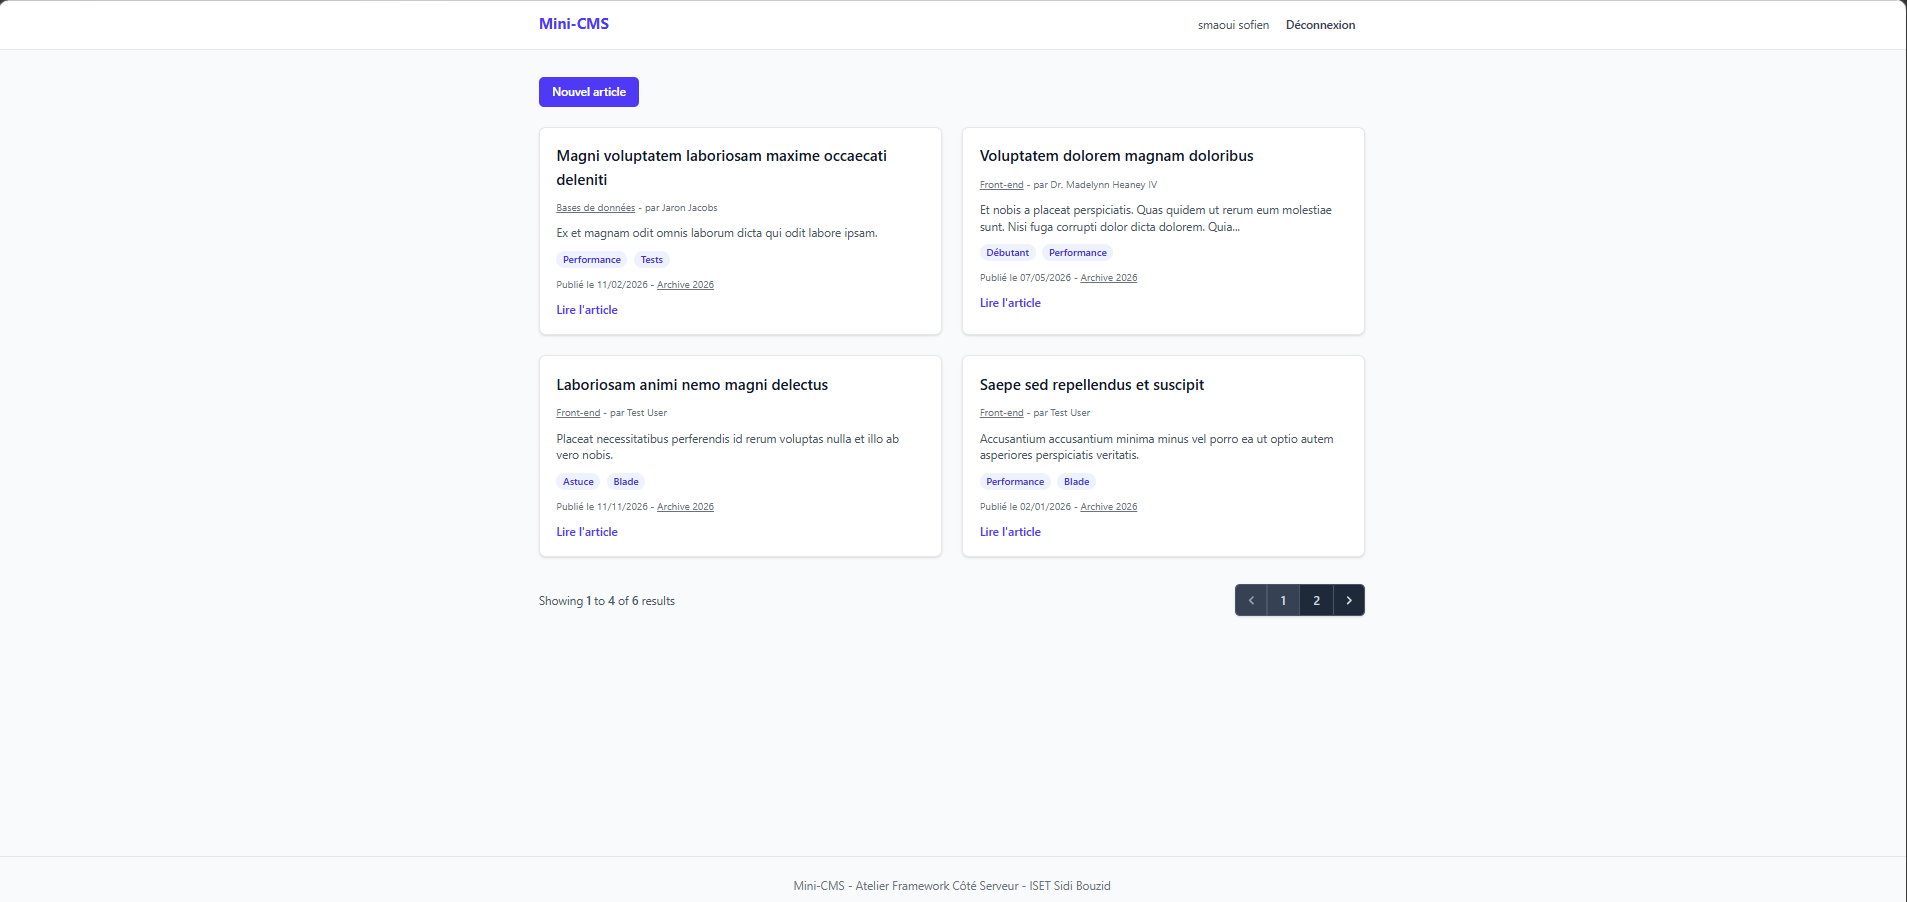 Mini-CMS
smaoui sofien Déconnexion
Nouvel article
Magni voluptatem laboriosam maxime occaecati
deleniti
Bases de données - par Jaron Jacobs
Ex et magnam odit omnis laborum dicta qui odit labore ipsam.
Performance Tests
Publié le 11/02/2026 - Archive 2026
Lire l'article
Voluptatem dolorem magnam doloribus
Front-end - par Dr. Madelynn Heaney IV
Et nobis a placeat perspiciatis. Quas quidem ut rerum eum molestiae
sunt. Nisi fuga corrupti dolor dicta dolorem. Quia...
Débutant Performance
Publié le 07/05/2026 - Archive 2026
Lire l'article
Laboriosam animi nemo magni delectus
Front-end - par Test User
Placeat necessitatibus perferendis id rerum voluptas nulla et illo ab
vero nobis.
Astuce Blade
Publié le 11/11/2026 - Archive 2026
Lire l'article
Saepe sed repellendus et suscipit
Front-end - par Test User
Accusantium accusantium minima minus vel porro ea ut optio autem
asperiores perspiciatis veritatis.
Performance Blade
Publié le 02/01/2026 - Archive 2026
Lire l'article
Showing 1 to 4 of 6 results
1 2
Mini-CMS - Atelier Framework Côté Serveur - ISET Sidi Bouzid